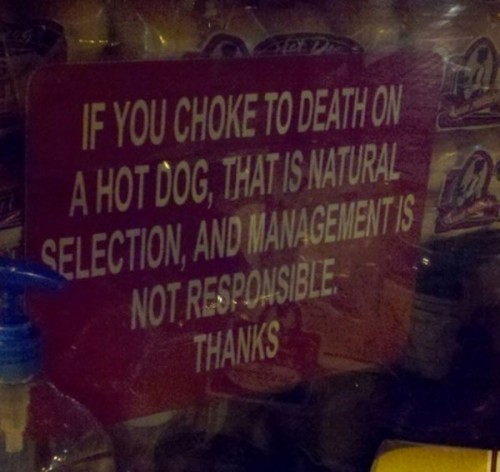 IF YOU CHOKE TO DEATH ON
A HOT DOG, THAT IS NATURAL
SELECTION, AND MANAGEMENT IS
NOT RESPONSIBLE.
THANKS